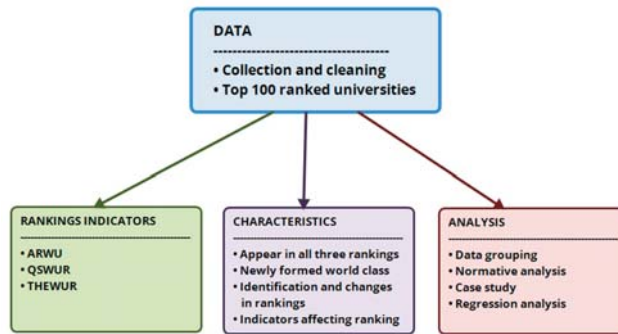 DATA
--------------------------------------
• Collection and cleaning
• Top 100 ranked universities
RANKINGS INDICATORS
--------------------------------------
• ARWU
• QSWUR
• THEWUR
CHARACTERISTICS
--------------------------------------
• Appear in all three rankings
• Newly formed world class
• Identification and changes
in rankings
• Indicators affecting ranking
ANALYSIS
--------------------------------------
• Data grouping
• Normative analysis
• Case study
• Regression analysis